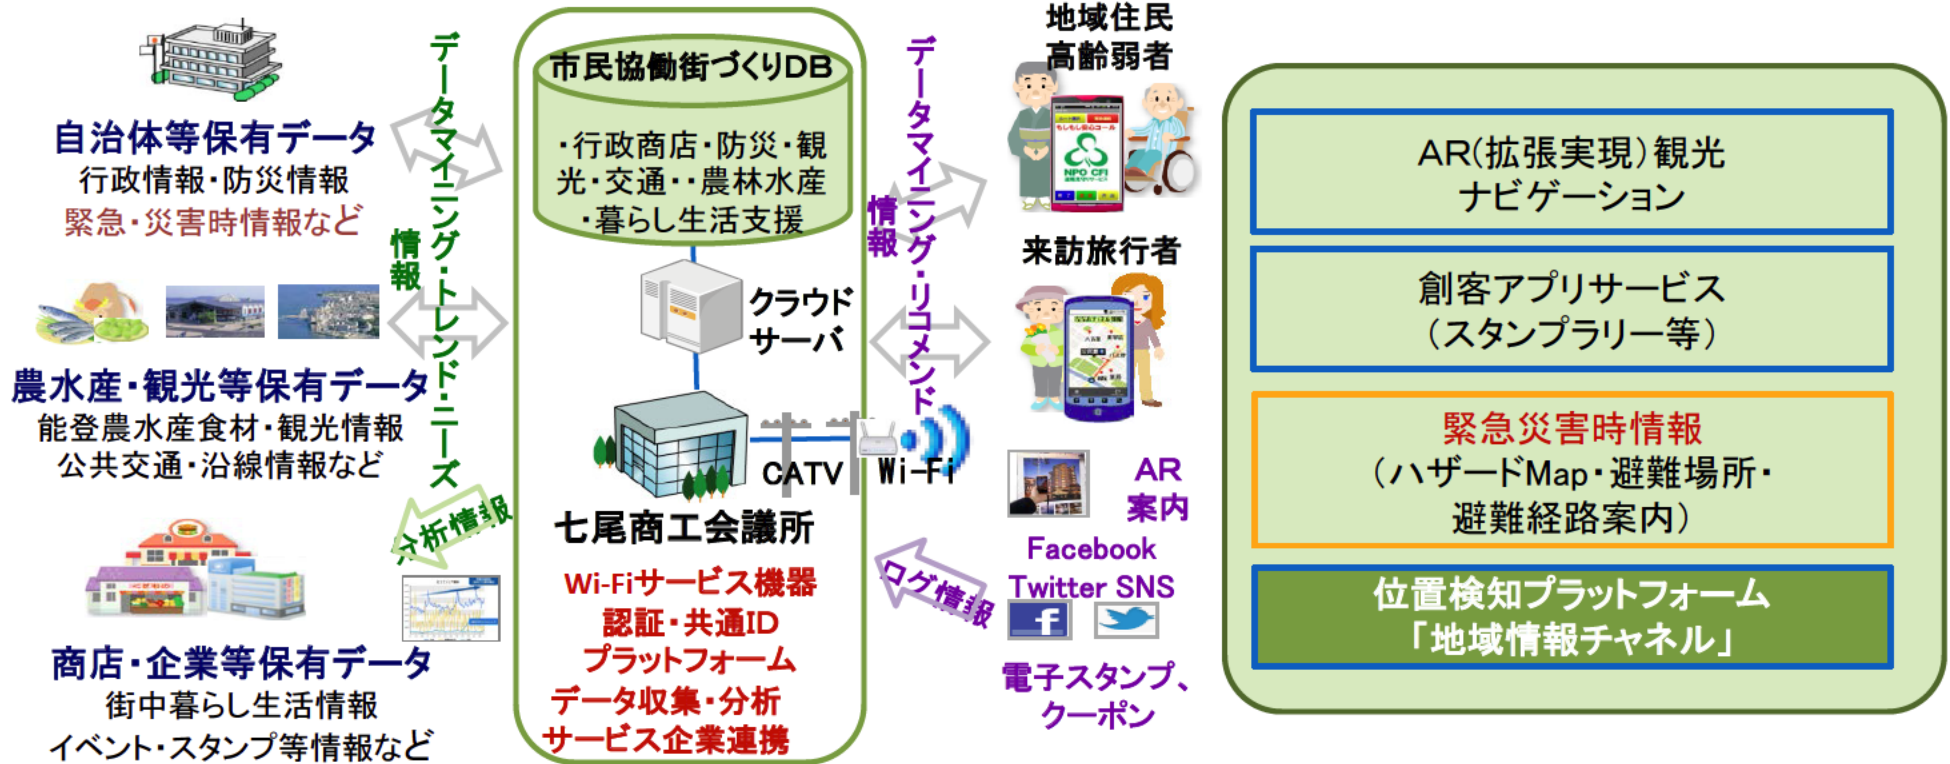 自治体等保有データ
行政情報・防災情報
緊急・災害時情報など
農水産・観光等保有データ
能登農水産食材・観光情報
公共交通・沿線情報など
商店・企業等保有データ
街中暮らし生活情報
イベント・スタンプ等情報など
データマイニング・トレンド・ニーズ
情報
分析情報
市民協働街づくりDB
・行政商店・防災・観
光・交通・・農林水産
・暮らし生活支援
クラウド
サーバ
CATV
Wi-Fi
七尾商工会議所
Wi-Fiサービス機器
認証・共通ID
プラットフォーム
データ収集・分析
サービス企業連携
データマイニング・リコメンド
情報
ログ情報
地域住民
高齢弱者
もしもし安心コール
NPO CFI
来訪旅行者
AR
案内
Facebook
Twitter SNS
電子スタンプ、
クーポン
AR(拡張実現)観光
ナビゲーション
創客アプリサービス
(スタンプラリー等)
緊急災害時情報
(ハザードMap・避難場所・
避難経路案内)
位置検知プラットフォーム
「地域情報チャネル」